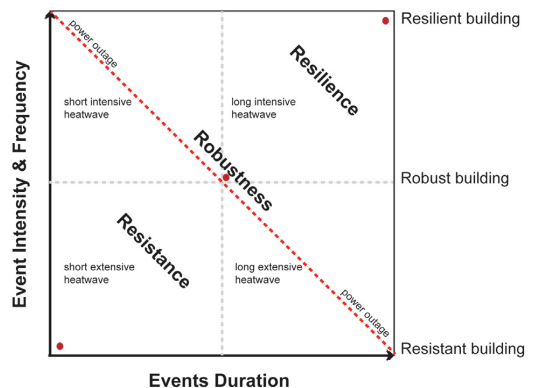 Resilient building
power outage
Resilience
short intensive
heatwave
long intensive
heatwave
Event Intensity & Frequency
Robustness
Robust building
Resistance
short extensive
heatwave
long extensive
heatwave
power outage
Resistant building
Events Duration